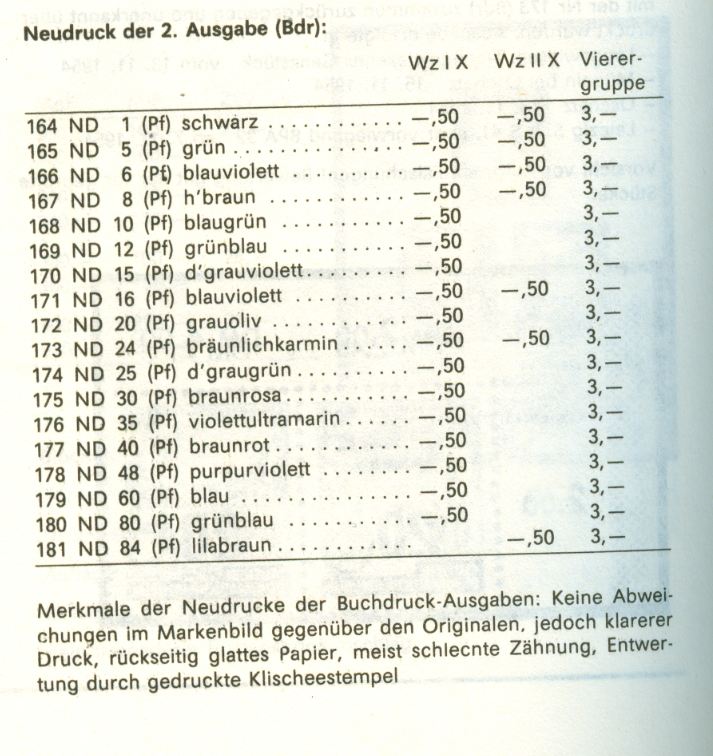 Neudruck der 2. Ausgabe (Bdr):
Wz I X Wz II X Vierer-
gruppe
164 ND 1 (Pf) schwarz . . . . . . . . . . . . —,50 —,50 3,—
165 ND 5 (Pf) grün . . . . . . . . . . . . . . . —,50 —,50 3,—
166 ND 6 (Pf) blauviolett . . . . . . . . . . —,50 —,50 3,—
167 ND 8 (Pf) h'braun . . . . . . . . . . . . —,50 —,50 3,—
168 ND 10 (Pf) blaugrün . . . . . . . . . . . —,50 3,—
169 ND 12 (Pf) grünblau . . . . . . . . . . . —,50 3,—
170 ND 15 (Pf) d'grauviolett . . . . . . . . —,50 3,—
171 ND 16 (Pf) blauviolett . . . . . . . . . . —,50 —,50 3,—
172 ND 20 (Pf) grauoliv . . . . . . . . . . . —,50 3,—
173 ND 24 (Pf) bräunlichkarmin . . . . . —,50 —,50 3,—
174 ND 25 (Pf) d'graugrün . . . . . . . . . —,50 3,—
175 ND 30 (Pf) braunrosa . . . . . . . . . . —,50 3,—
176 ND 35 (Pf) violettultramarin . . . . . —,50 3,—
177 ND 40 (Pf) braunrot . . . . . . . . . . . —,50 3,—
178 ND 48 (Pf) purpurviolett . . . . . . . . —,50 3,—
179 ND 60 (Pf) blau . . . . . . . . . . . . . . —,50 3,—
180 ND 80 (Pf) grünblau . . . . . . . . . . . —,50 3,—
181 ND 84 (Pf) lilabraun . . . . . . . . . . . —,50 3,—
Merkmale der Neudrucke der Buchdruck-Ausgaben: Keine Abwei-
chungen im Markenbild gegenüber den Originalen, jedoch klarerer
Druck, rückseitig glattes Papier, meist schlecnte Zähnung, Entwer-
tung durch gedruckte Klischeestempel